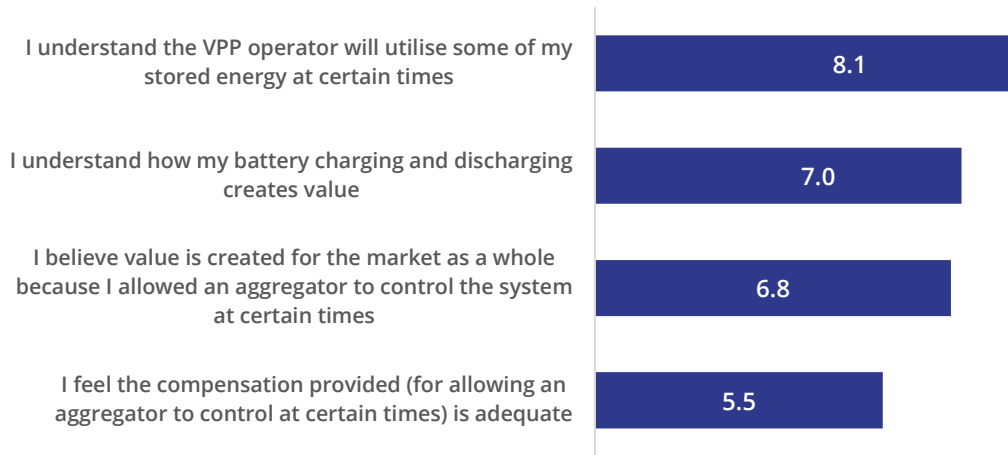 I understand the VPP operator will utilise some of my
stored energy at certain times
8.1
I understand how my battery charging and discharging
creates value
7.0
I believe value is created for the market as a whole
because I allowed an aggregator to control the system
at certain times
6.8
I feel the compensation provided (for allowing an
aggregator to control at certain times) is adequate
5.5